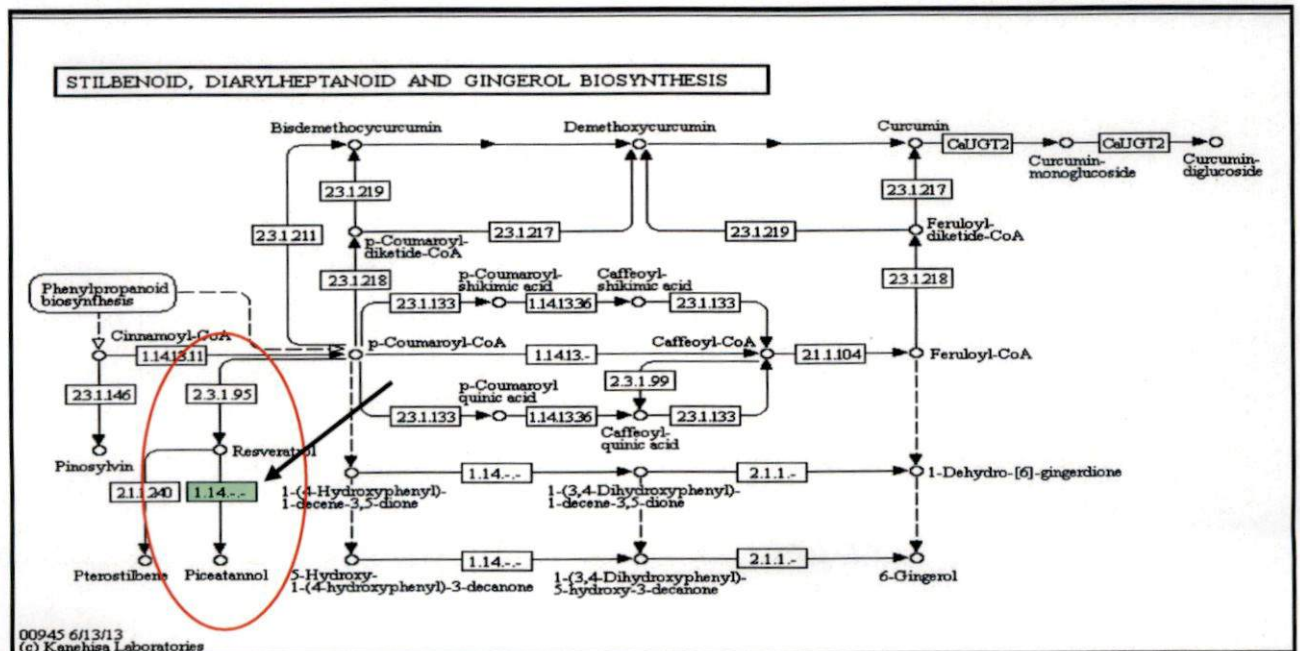 STILBENOID, DIARYLHEPTANOID AND GINGEROL BIOSYNTHESIS
Bisdemethocycurcumin
Demethoxycurcumin
Curcumin
CaUGT2
CaUGT2
Curcumin-
monoglucoside
Curcumin-
diglucoside
2.3.1.219
2.3.1.217
2.3.1.211
p-Coumaroyl-
diketide-CoA
2.3.1.217
2.3.1.219
Feruloyl-
diketide-CoA
2.3.1.218
p-Coumaroyl-
shikimic acid
Caffeoyl-
shikimic acid
2.3.1.218
Phenylpropanoid
biosynthesis
2.3.1.133
1.14.13.36
2.3.1.133
Cinnamoyl-CoA
1.14.13.11
p-Coumaroyl-CoA
1.14.13.-
Caffeoyl-CoA
2.1.1.104
Feruloyl-CoA
2.3.1.146
2.3.1.95
p-Coumaroyl
quinic acid
2.3.1.99
2.3.1.133
1.14.13.36
2.3.1.133
Caffeoyl-
quinic acid
Resveratrol
Pinosylvin
2.1.1.240
1.14.-.-
1-(4-Hydroxyphenyl)-
1-decene-3,5-dione
1.14.-.-
1-(3,4-Dihydroxyphenyl)-
1-decene-3,5-dione
2.1.1.-
1-Dehydro-[6]-gingerdione
Pterostilbene
Piceatannol
5-Hydroxy-
1-(4-hydroxyphenyl)-3-decanone
1.14.-.-
1-(3,4-Dihydroxyphenyl)-
5-hydroxy-3-decanone
2.1.1.-
6-Gingerol
00945 6/13/13
(c) Kanehisa Laboratories